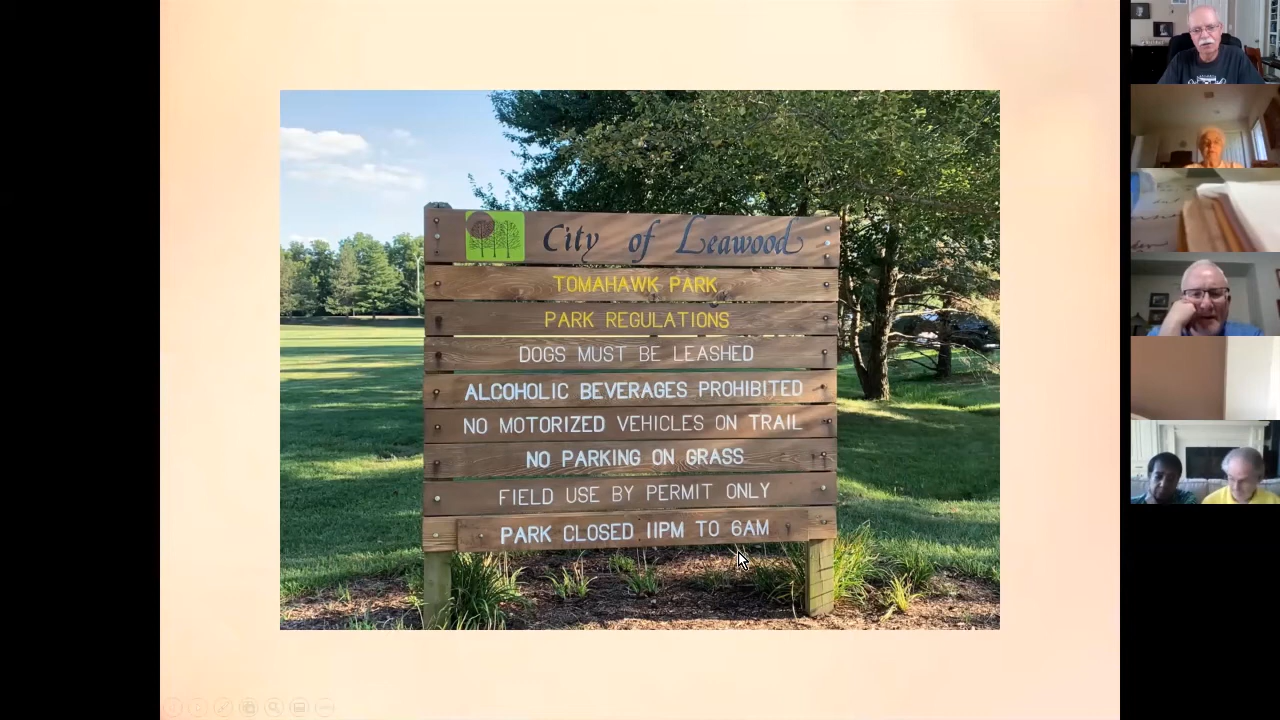 City of Leawood
TOMAHAWK PARK
PARK REGULATIONS
DOGS MUST BE LEASHED
ALCOHOLIC BEVERAGES PROHIBITED
NO MOTORIZED VEHICLES ON TRAIL
NO PARKING ON GRASS
FIELD USE BY PERMIT ONLY
PARK CLOSED 11PM TO 6AM